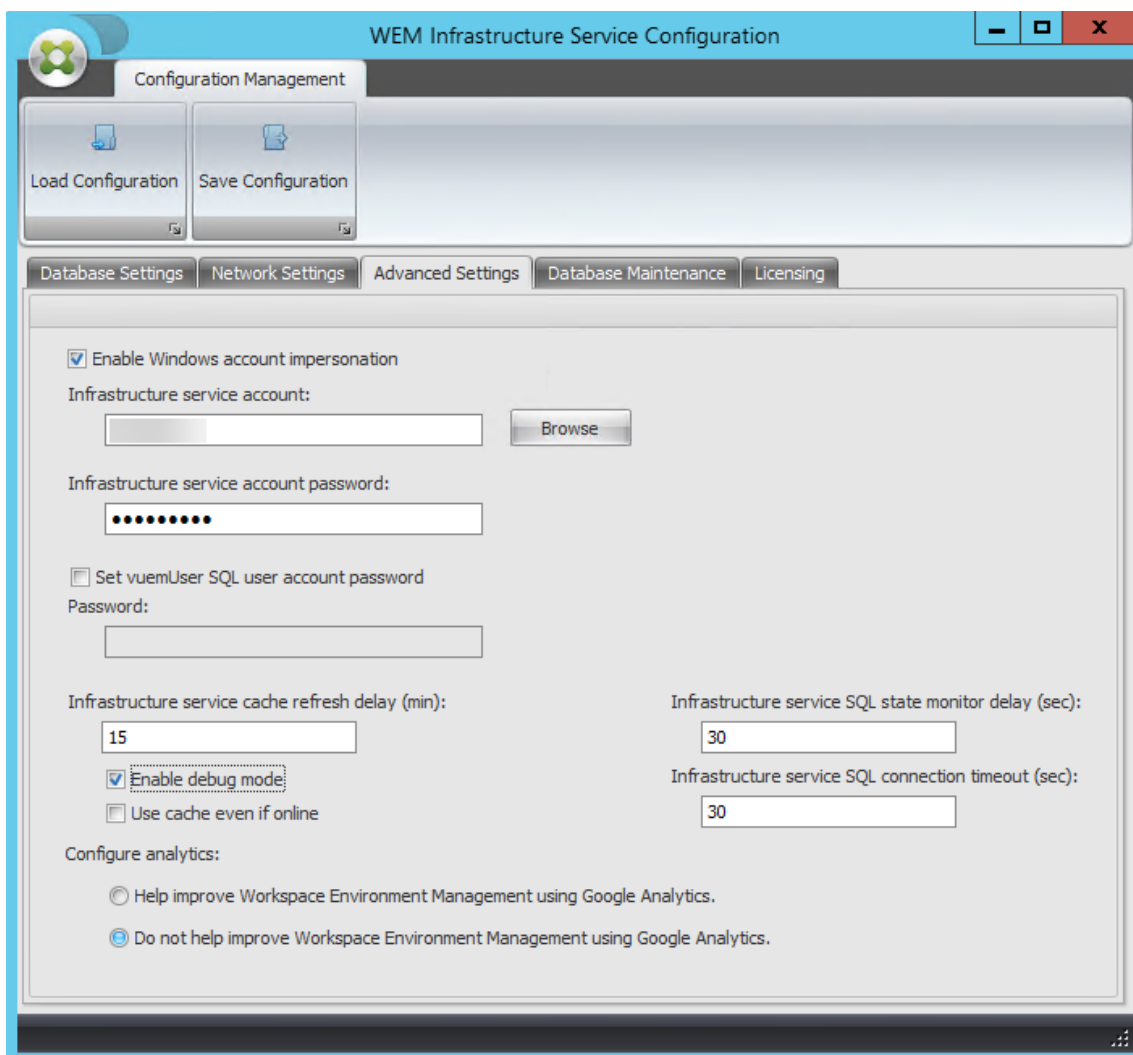 WEM Infrastructure Service Configuration
Configuration Management
Load Configuration
Save Configuration
Database Settings
Network Settings
Advanced Settings
Database Maintenance
Licensing
Enable Windows account impersonation
Infrastructure service account:
Browse
Infrastructure service account password:
•••••••••
Set vuemUser SQL user account password
Password:
Infrastructure service cache refresh delay (min):
Infrastructure service SQL state monitor delay (sec):
15
30
Enable debug mode
Infrastructure service SQL connection timeout (sec):
Use cache even if online
30
Configure analytics:
Help improve Workspace Environment Management using Google Analytics.
Do not help improve Workspace Environment Management using Google Analytics.